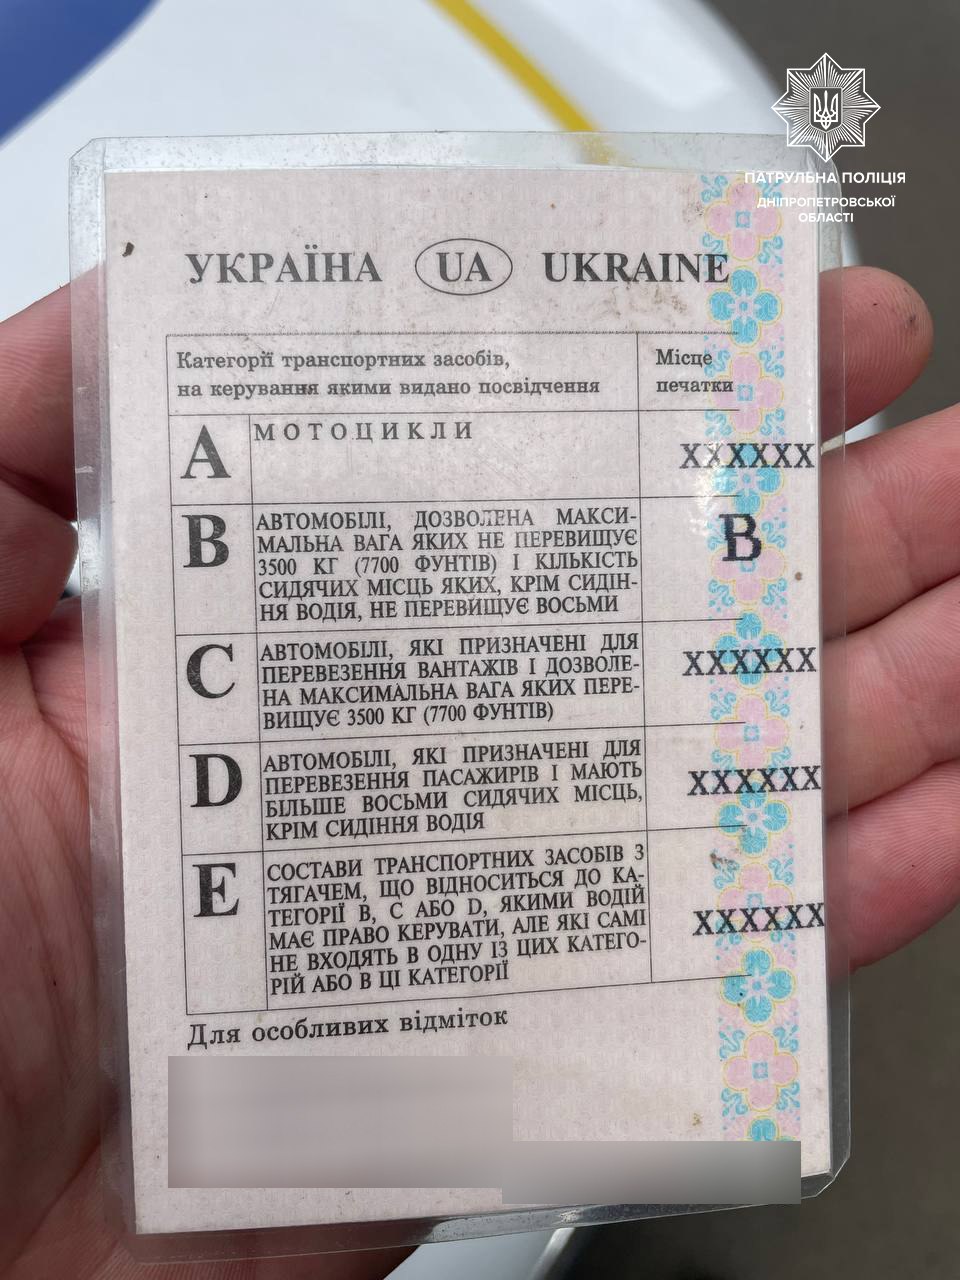 ПАТРУЛЬНА ПОЛІЦІЯ
ДНІПРОПЕТРОВСЬКОЇ
ОБЛАСТІ
УКРАЇНА UA UKRAINE
Категорії транспортних засобів,
на керування якими видано посвідчення
Місце
печатки
A
МОТОЦИКЛИ
XXXXXX
B
АВТОМОБІЛІ, ДОЗВОЛЕНА МАКСИ-
МАЛЬНА ВАГА ЯКИХ НЕ ПЕРЕВИЩУЄ
3500 КГ (7700 ФУНТІВ) І КІЛЬКІСТЬ
СИДЯЧИХ МІСЦЬ ЯКИХ, КРІМ СИДІН-
НЯ ВОДІЯ, НЕ ПЕРЕВИЩУЄ ВОСЬМИ
B
C
АВТОМОБІЛІ, ЯКІ ПРИЗНАЧЕНІ ДЛЯ
ПЕРЕВЕЗЕННЯ ВАНТАЖІВ І ДОЗВОЛЕ-
НА МАКСИМАЛЬНА ВАГА ЯКИХ ПЕРЕ-
ВИЩУЄ 3500 КГ (7700 ФУНТІВ)
XXXXXX
D
АВТОМОБІЛІ, ЯКІ ПРИЗНАЧЕНІ ДЛЯ
ПЕРЕВЕЗЕННЯ ПАСАЖИРІВ І МАЮТЬ
БІЛЬШЕ ВОСЬМИ СИДЯЧИХ МІСЦЬ,
КРІМ СИДІННЯ ВОДІЯ
XXXXXX
E
СОСТАВИ ТРАНСПОРТНИХ ЗАСОБІВ З
ТЯГАЧЕМ, ЩО ВІДНОСИТЬСЯ ДО КА-
ТЕГОРІЇ B, C АБО D, ЯКИМИ ВОДІЙ
МАЄ ПРАВО КЕРУВАТИ, АЛЕ ЯКІ САМІ
НЕ ВХОДЯТЬ В ОДНУ ІЗ ЦИХ КАТЕГО-
РІЙ АБО В ЦІ КАТЕГОРІЇ
XXXXXX
Для особливих відміток